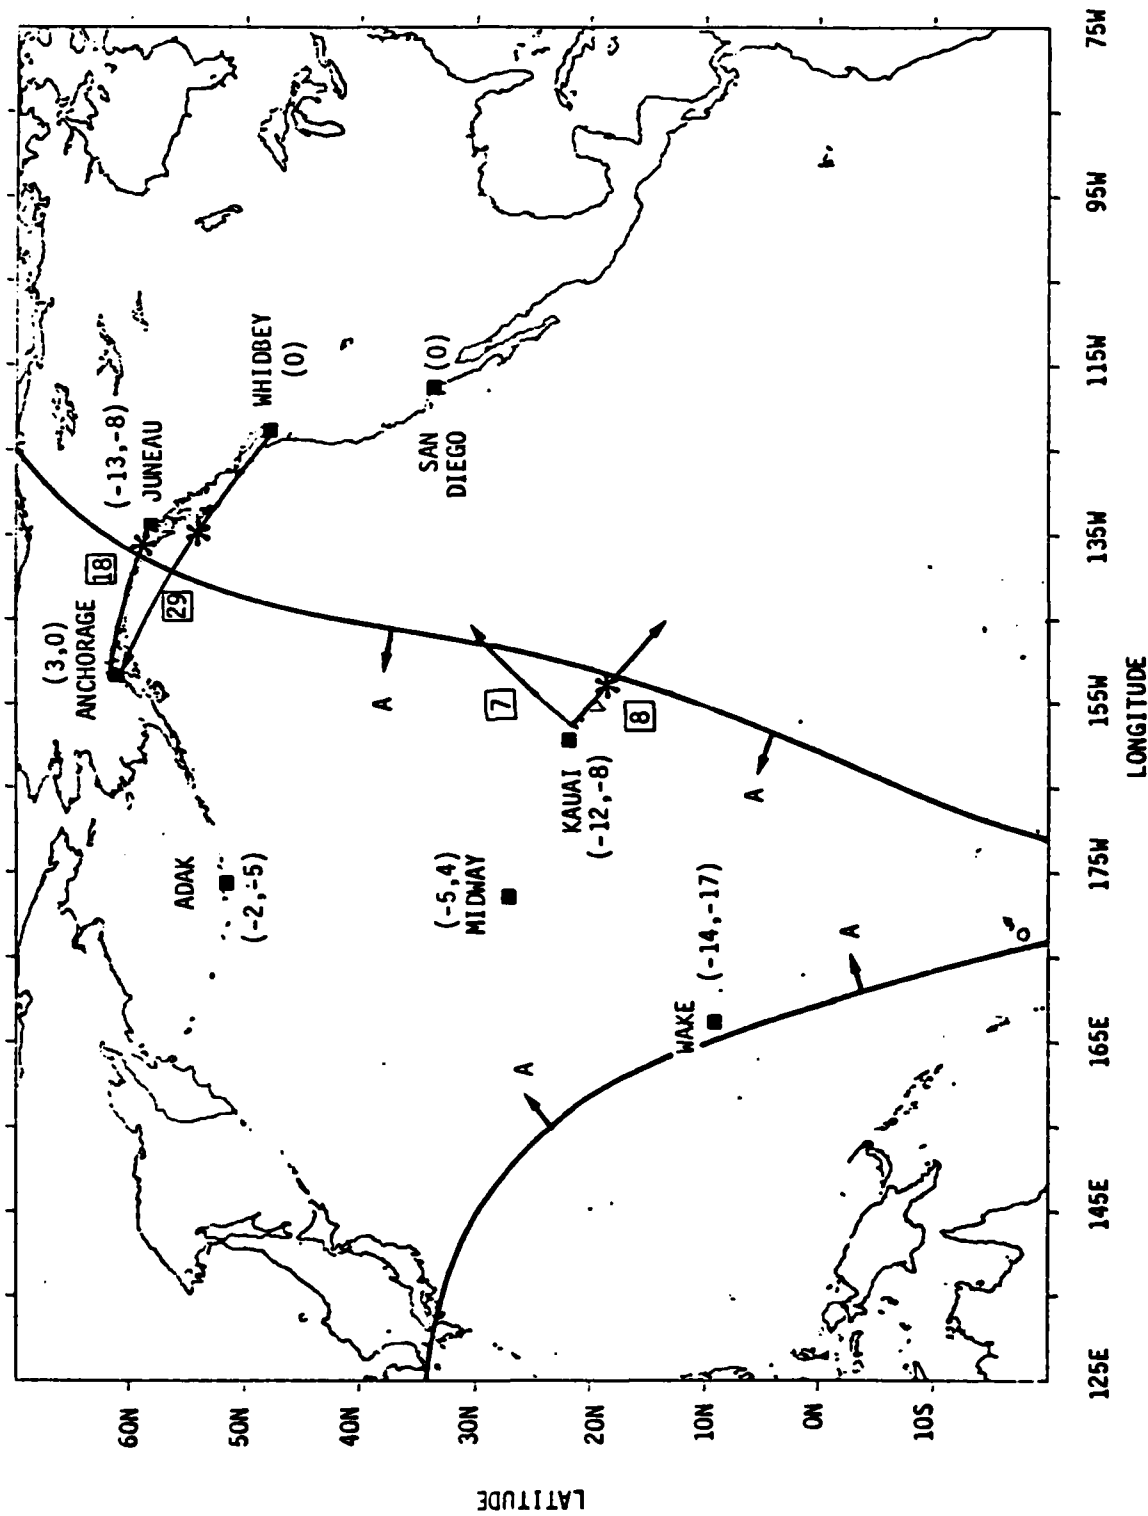 (3,0)
ANCHORAGE
18
(-13,-8)
JUNEAU
29
WHIDBEY
(0)
ADAK
(-2,-5)
A
SAN
DIEGO
(0)
(-5,4)
MIDWAY
7
KAUAI
(-12,-8)
8
A
WAKE
(-14,-17)
A
A
LATITUDE
60N
50N
40N
30N
20N
10N
0N
10S
125E
145E
165E
175W
155W
135W
115W
95W
75W
LONGITUDE